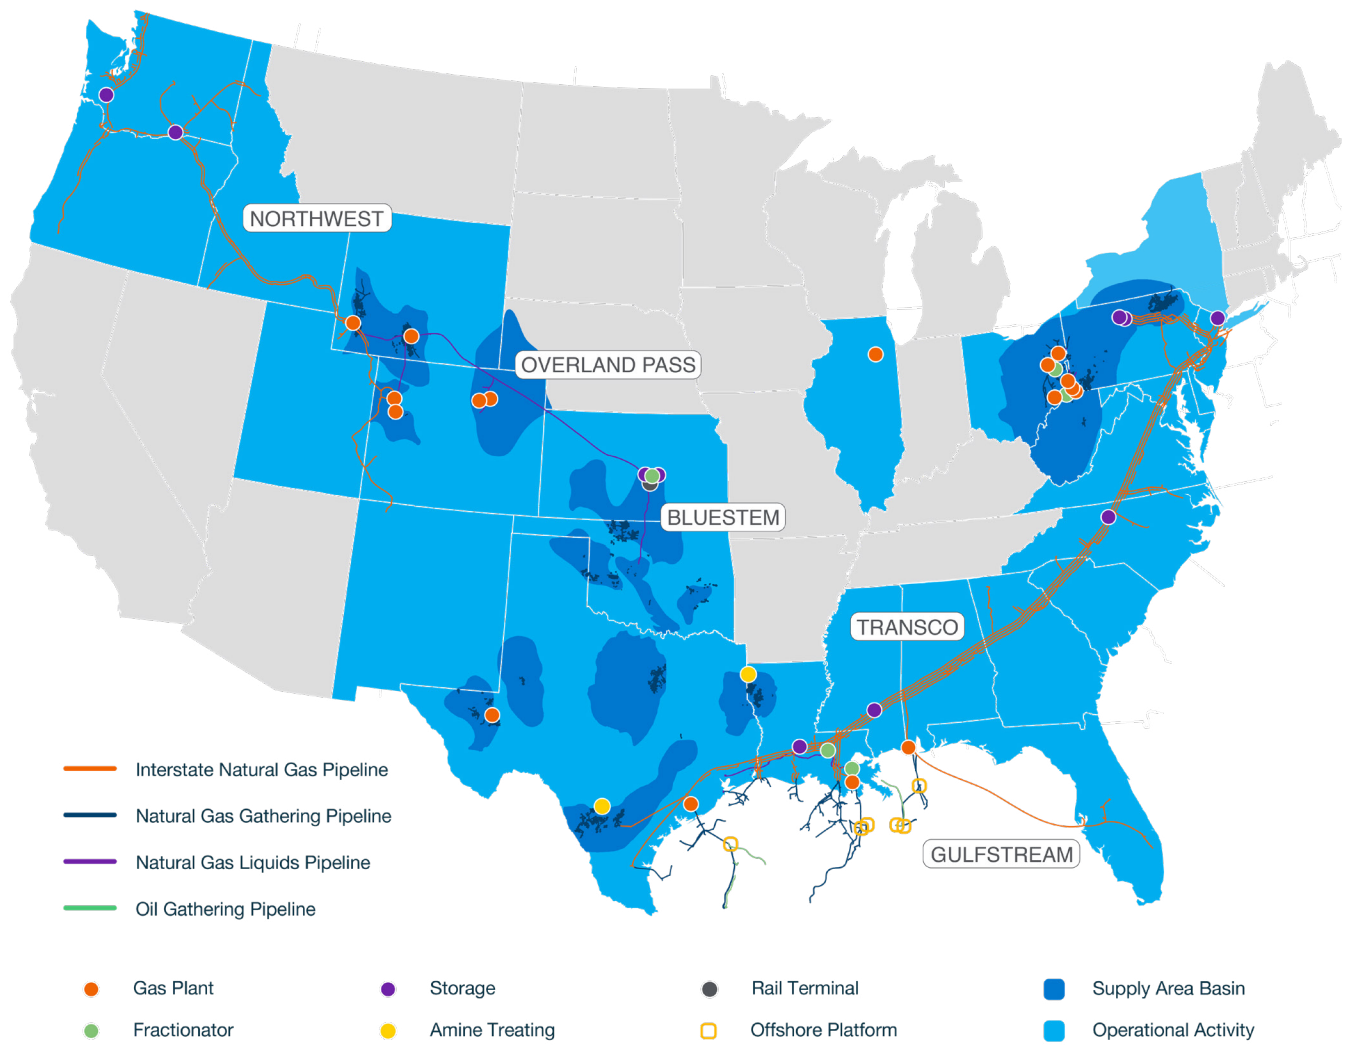 NORTHWEST
OVERLAND PASS
BLUESTEM
TRANSCO
GULFSTREAM
Interstate Natural Gas Pipeline
Natural Gas Gathering Pipeline
Natural Gas Liquids Pipeline
Oil Gathering Pipeline
Gas Plant
Storage
Rail Terminal
Supply Area Basin
Fractionator
Amine Treating
Offshore Platform
Operational Activity